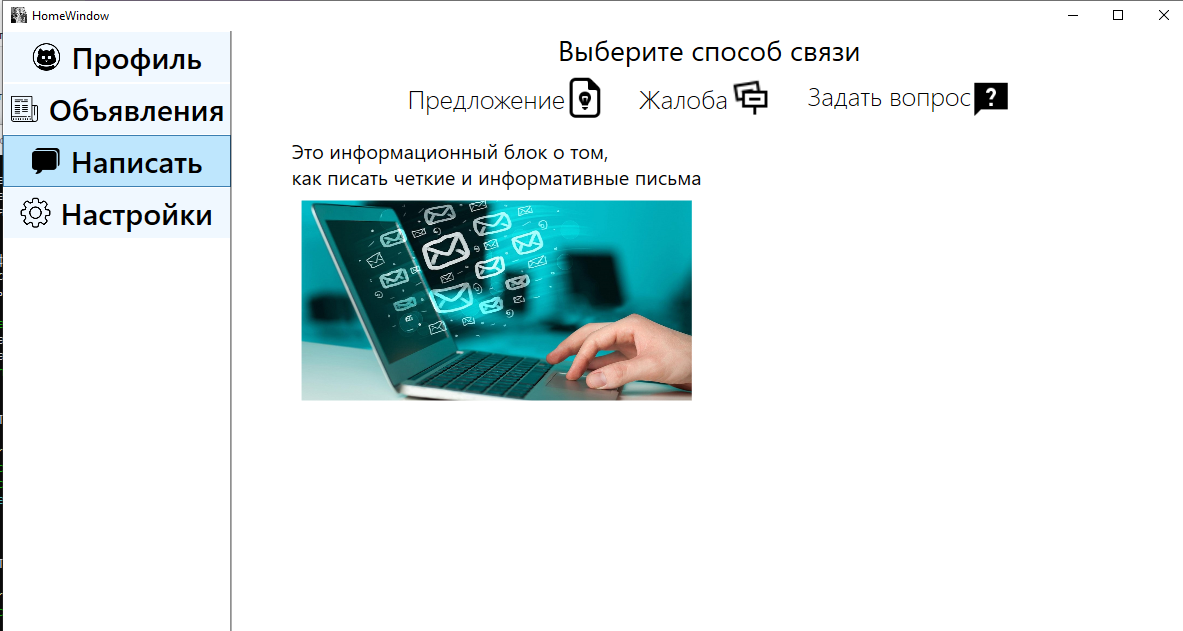 HomeWindow
Профиль
Объявления
Написать
Настройки
Выберите способ связи
Предложение Жалоба Задать вопрос
Это информационный блок о том,
как писать четкие и информативные письма